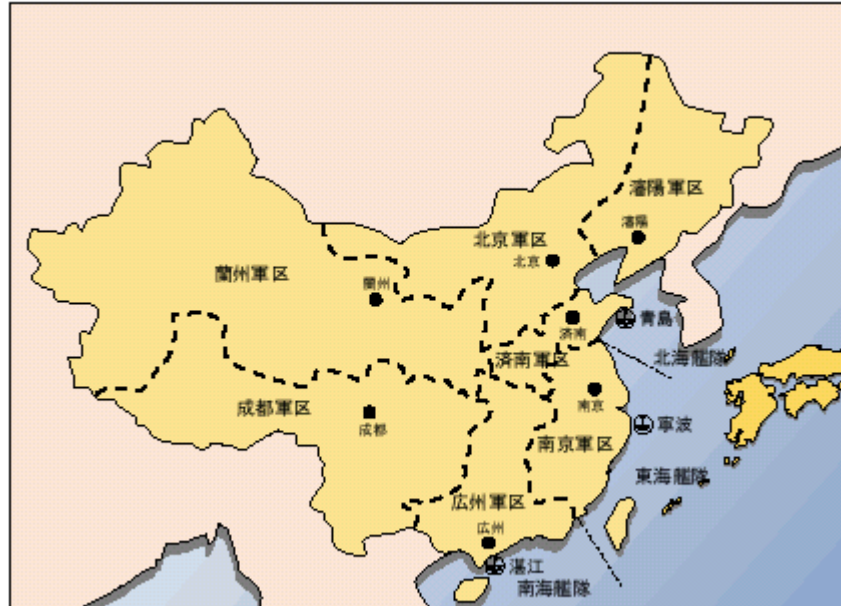 瀋陽軍区
瀋陽
北京軍区
北京
蘭州軍区
蘭州
済南
青島
済南軍区
北海艦隊
成都軍区
成都
南京
南京軍区
寧波
東海艦隊
広州軍区
広州
湛江
南海艦隊